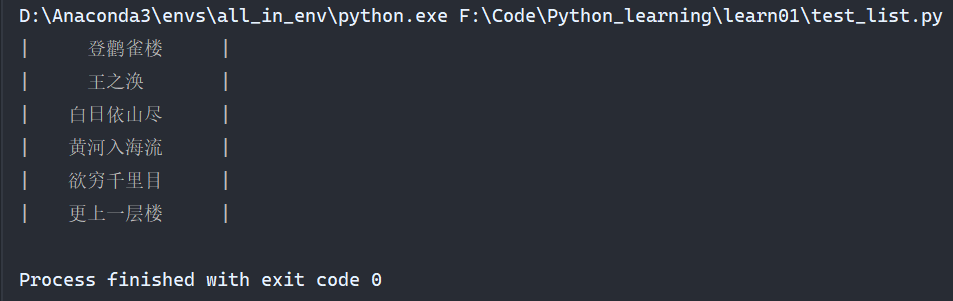 D:\Anaconda3\envs\all_in_env\python.exe F:\Code\Python_learning\learn01\test_list.py
|　　　登鹳雀楼　　　|
|　　　王之涣　　　　|
|　　白日依山尽　　　|
|　　黄河入海流　　　|
|　　欲穷千里目　　　|
|　　更上一层楼　　　|
Process finished with exit code 0